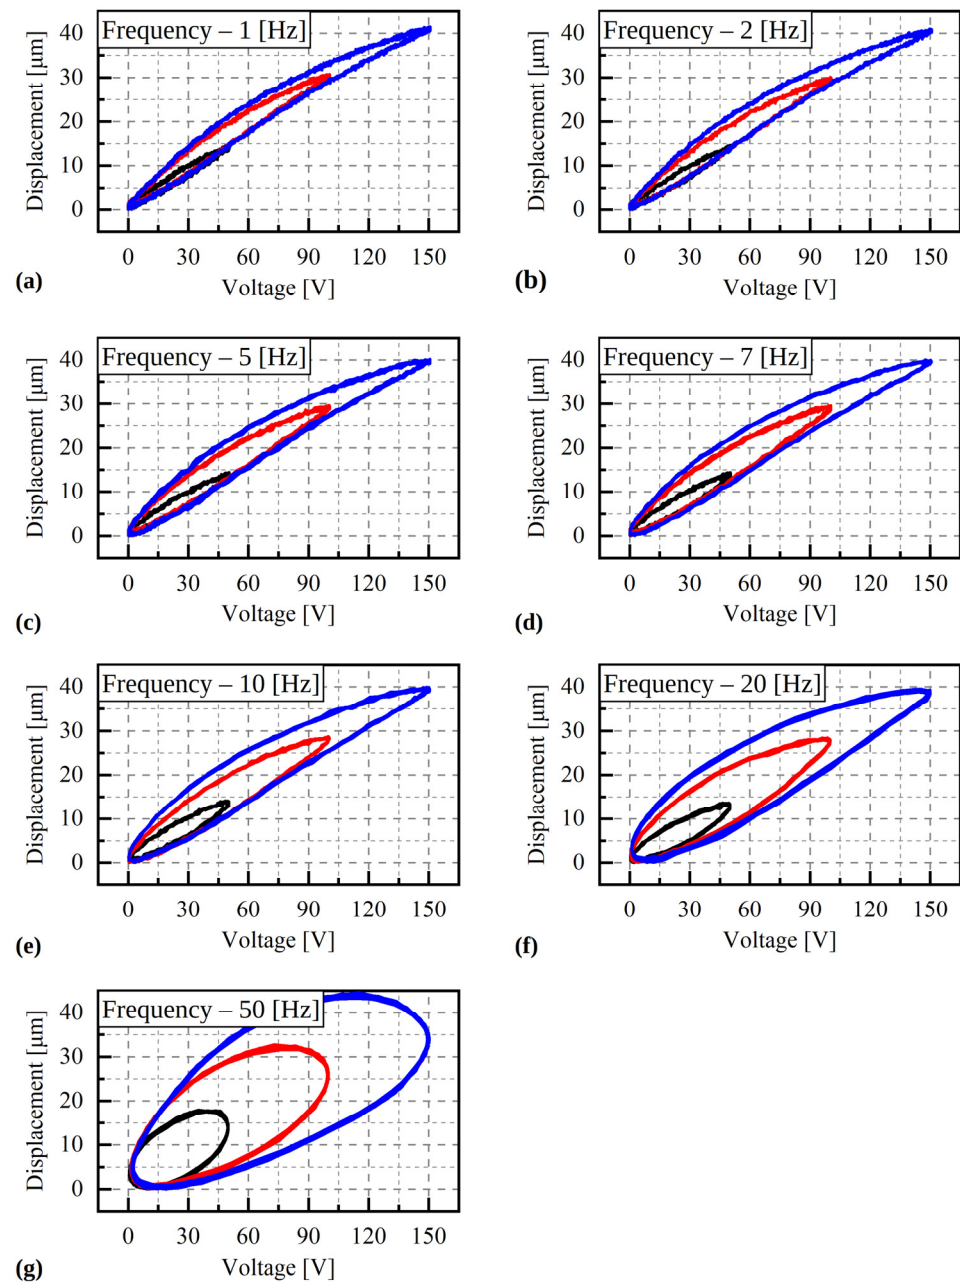 Frequency – 1 [Hz]
Displacement [µm]
40
30
20
10
0
0 30 60 90 120 150
Voltage [V]
(a)
Frequency – 2 [Hz]
Displacement [µm]
40
30
20
10
0
0 30 60 90 120 150
Voltage [V]
(b)
Frequency – 5 [Hz]
Displacement [µm]
40
30
20
10
0
0 30 60 90 120 150
Voltage [V]
(c)
Frequency – 7 [Hz]
Displacement [µm]
40
30
20
10
0
0 30 60 90 120 150
Voltage [V]
(d)
Frequency – 10 [Hz]
Displacement [µm]
40
30
20
10
0
0 30 60 90 120 150
Voltage [V]
(e)
Frequency – 20 [Hz]
Displacement [µm]
40
30
20
10
0
0 30 60 90 120 150
Voltage [V]
(f)
Frequency – 50 [Hz]
Displacement [µm]
40
30
20
10
0
0 30 60 90 120 150
Voltage [V]
(g)